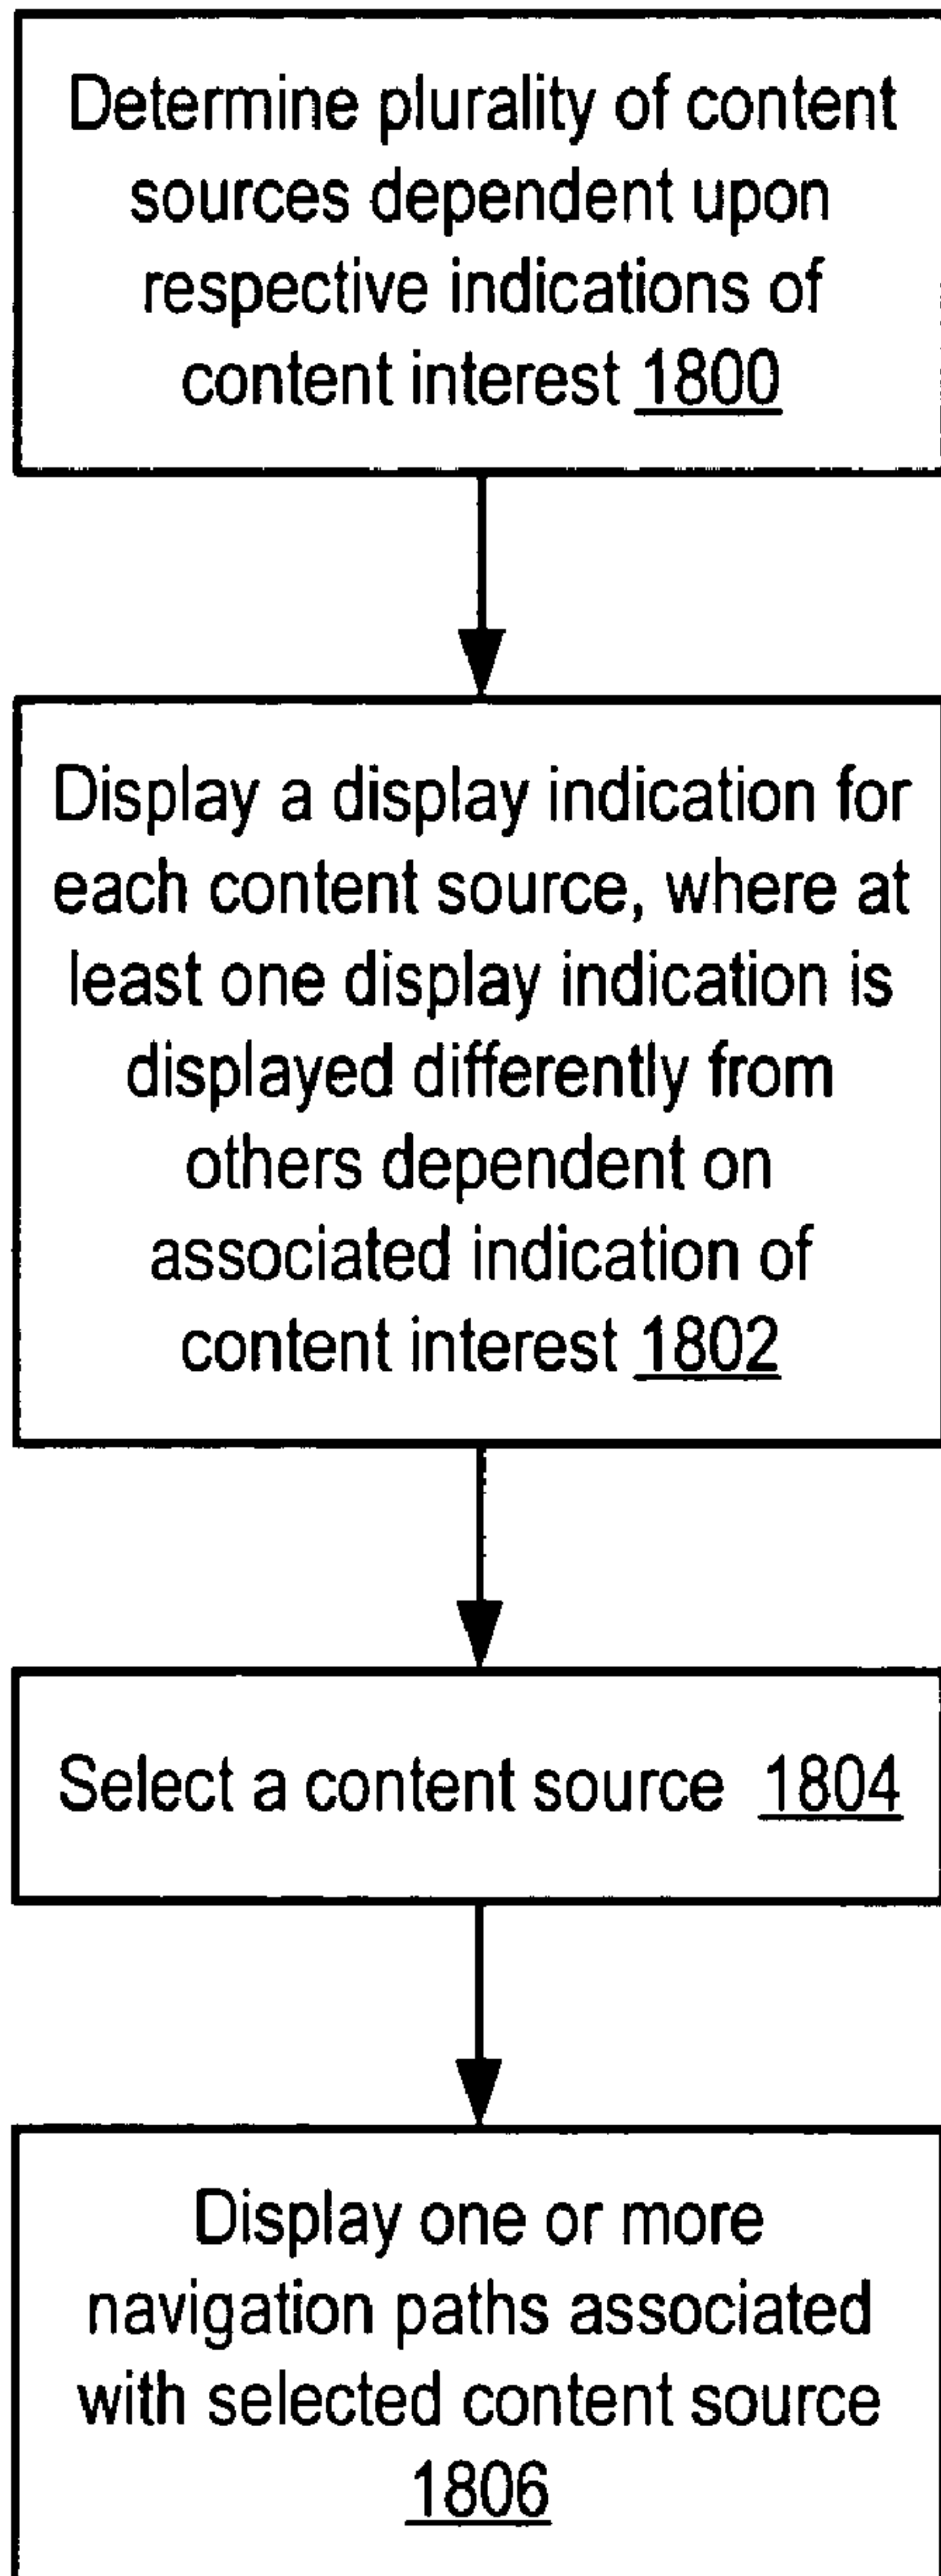 Determine plurality of content
sources dependent upon
respective indications of
content interest 1800
Display a display indication for
each content source, where at
least one display indication is
displayed differently from
others dependent on
associated indication of
content interest 1802
Select a content source 1804
Display one or more
navigation paths associated
with selected content source
1806